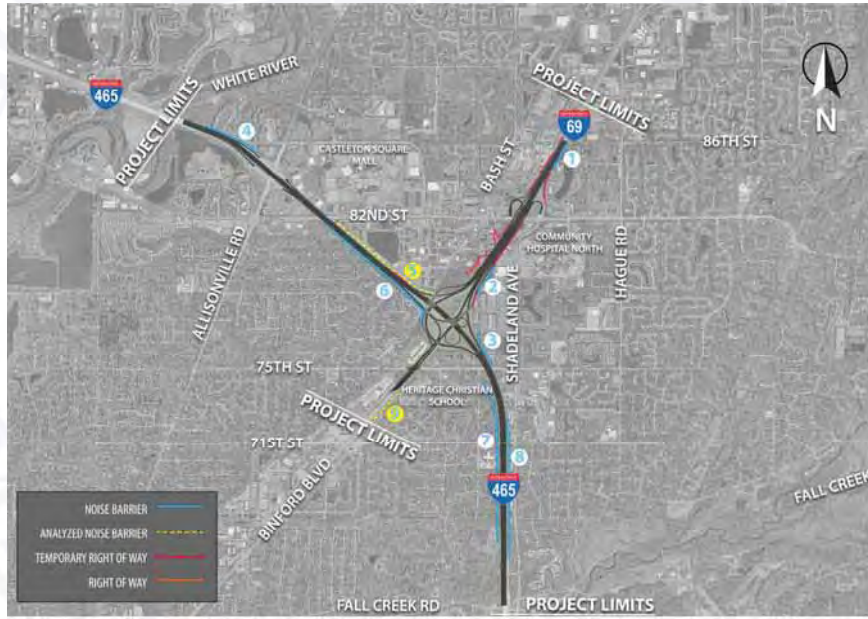 WHITE RIVER
PROJECT LIMITS
465
PROJECT LIMITS
69
86TH ST
N
4
1
CASTLETON SQUARE
MALL
BASH ST
82ND ST
COMMUNITY
HOSPITAL NORTH
HAGUE RD
ALLISONVILLE RD
5
6
2
SHADELAND AVE
3
75TH ST
HERITAGE CHRISTIAN
SCHOOL
PROJECT LIMITS
9
71ST ST
7
8
465
BINFORD BLVD
FALL CREEK
NOISE BARRIER
ANALYZED NOISE BARRIER
TEMPORARY RIGHT OF WAY
RIGHT OF WAY
FALL CREEK RD
PROJECT LIMITS